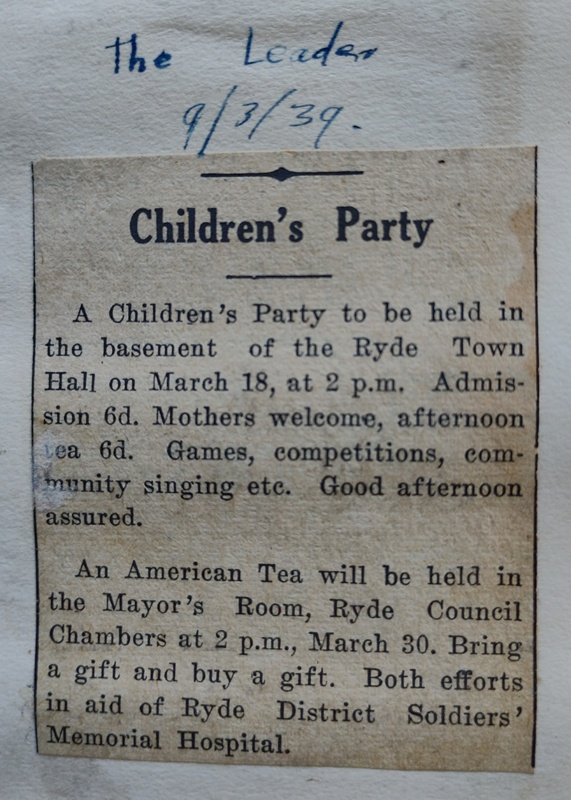 The Leader
9/3/39.
Children's Party
A Children's Party to be held in
the basement of the Ryde Town
Hall on March 18, at 2 p.m. Admis-
sion 6d. Mothers welcome, afternoon
tea 6d. Games, competitions, com-
munity singing etc. Good afternoon
assured.
An American Tea will be held in
the Mayor's Room, Ryde Council
Chambers at 2 p.m., March 30. Bring
a gift and buy a gift. Both efforts
in aid of Ryde District Soldiers'
Memorial Hospital.